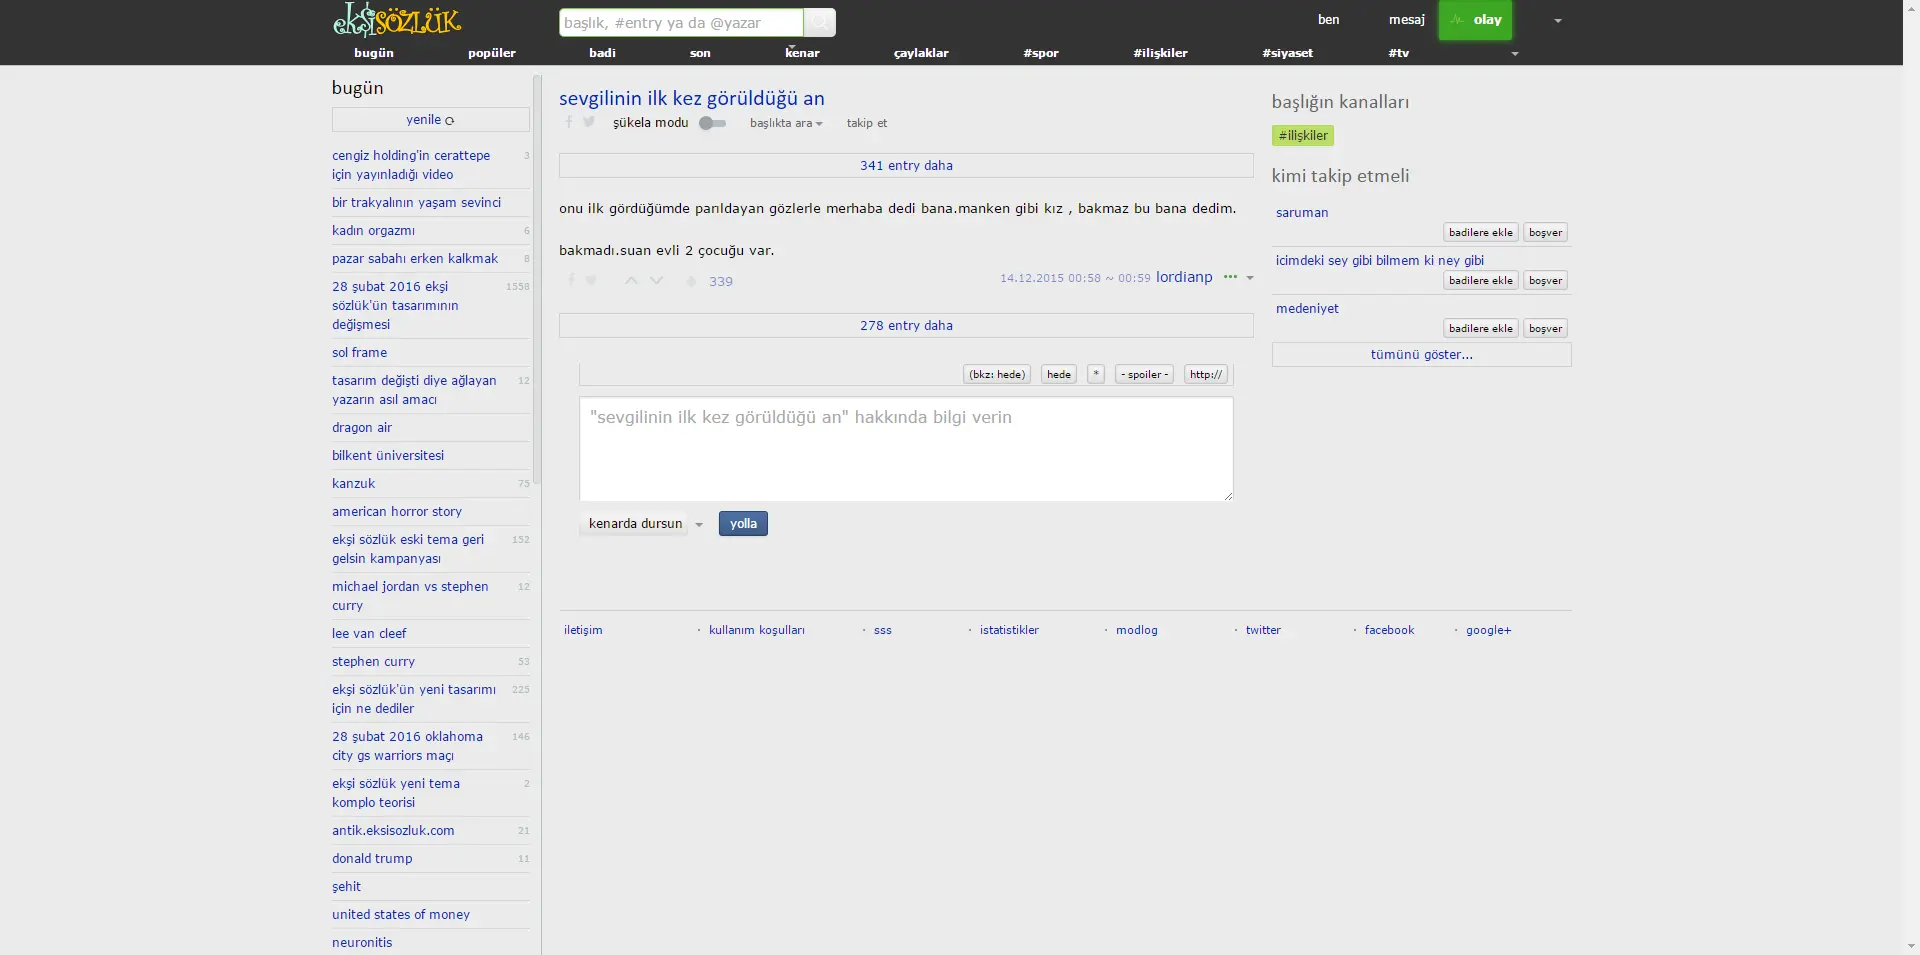 ekşisözlük
başlık, #entry ya da @yazar
ben
mesaj
olay
bugün
popüler
badi
son
kenar
çaylaklar
#spor
#ilişkiler
#siyaset
#tv
bugün
yenile
cengiz holding'in cerattepe 3
için yayınladığı video
bir trakyalının yaşam sevinci
kadın orgazmı 6
pazar sabahı erken kalkmak 8
28 şubat 2016 ekşi 1558
sözlük'ün tasarımının
değişmesi
sol frame
tasarım değişti diye ağlayan 12
yazarın asıl amacı
dragon air
bilkent üniversitesi
kanzuk 75
american horror story
ekşi sözlük eski tema geri 152
gelsin kampanyası
michael jordan vs stephen 12
curry
lee van cleef
stephen curry 53
ekşi sözlük'ün yeni tasarımı 225
için ne dediler
28 şubat 2016 oklahoma 146
city gs warriors maçı
ekşi sözlük yeni tema 2
komplo teorisi
antik.eksisozluk.com 21
donald trump 11
şehit
united states of money
neuronitis
sevgilinin ilk kez görüldüğü an
şükela modu
başlıkta ara
takip et
341 entry daha
onu ilk gördüğümde parıldayan gözlerle merhaba dedi bana.manken gibi kız , bakmaz bu bana dedim.
bakmadı.suan evli 2 çocuğu var.
339
14.12.2015 00:58 ~ 00:59 lordianp
278 entry daha
(bkz: hede)
hede
*
- spoiler -
http://
"sevgilinin ilk kez görüldüğü an" hakkında bilgi verin
kenarda dursun
yolla
başlığın kanalları
#ilişkiler
kimi takip etmeli
saruman
badilere ekle boşver
icimdeki sey gibi bilmem ki ney gibi
badilere ekle boşver
medeniyet
badilere ekle boşver
tümünü göster...
iletişim · kullanım koşulları · sss · istatistikler · modlog · twitter · facebook · google+